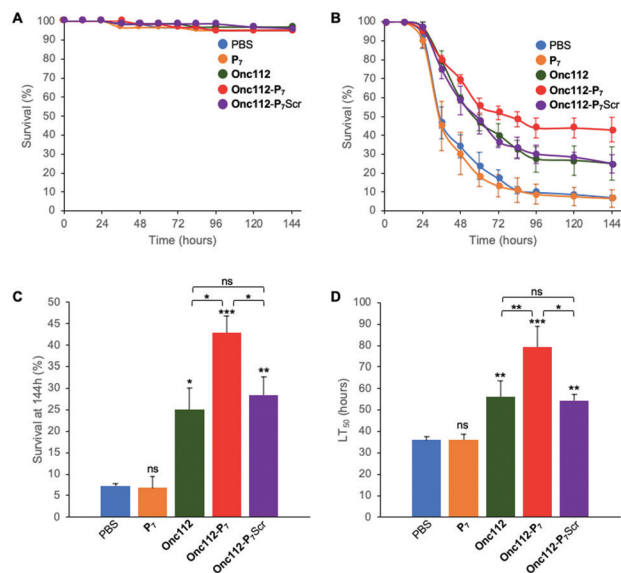 A
100
90
80
70
60
50
40
30
20
10
0
Survival (%)
0 24 48 72 96 120 144
Time (hours)
PBS
P7
Onc112
Onc112-P7
Onc112-P7Scr
B
100
90
80
70
60
50
40
30
20
10
0
Survival (%)
0 24 48 72 96 120 144
Time (hours)
PBS
P7
Onc112
Onc112-P7
Onc112-P7Scr
C
50
45
40
35
30
25
20
15
10
5
0
Survival at 144h (%)
ns
* *
***
**
*
ns
PBS
P7
Onc112
Onc112-P7
Onc112-P7Scr
D
100
90
80
70
60
50
40
30
20
10
0
LT50 (hours)
ns
** *
***
** **
ns
PBS
P7
Onc112
Onc112-P7
Onc112-P7Scr